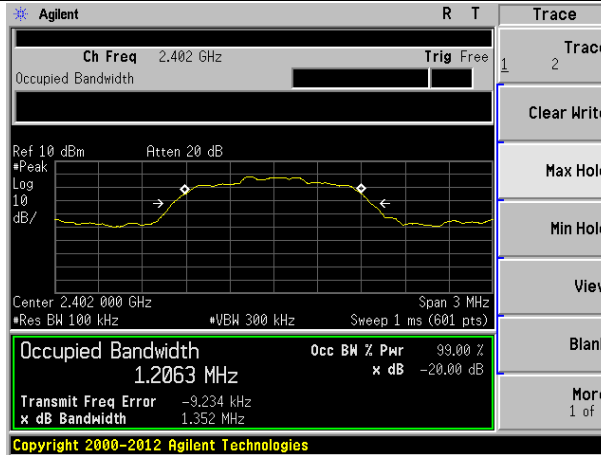 Agilent R T Trace
Ch Freq 2.402 GHz Trig Free
Occupied Bandwidth
Trac
1 2
Clear Writ
Max Hol
Min Hol
Vie
Blan
Mor
1 of
Ref 10 dBm Atten 20 dB
#Peak
Log
10
dB/
Center 2.402 000 GHz Span 3 MHz
#Res BW 100 kHz #VBW 300 kHz Sweep 1 ms (601 pts)
Occupied Bandwidth Occ BW % Pwr 99.00 %
1.2063 MHz x dB -20.00 dB
Transmit Freq Error -9.234 kHz
x dB Bandwidth 1.352 MHz
Copyright 2000-2012 Agilent Technologies